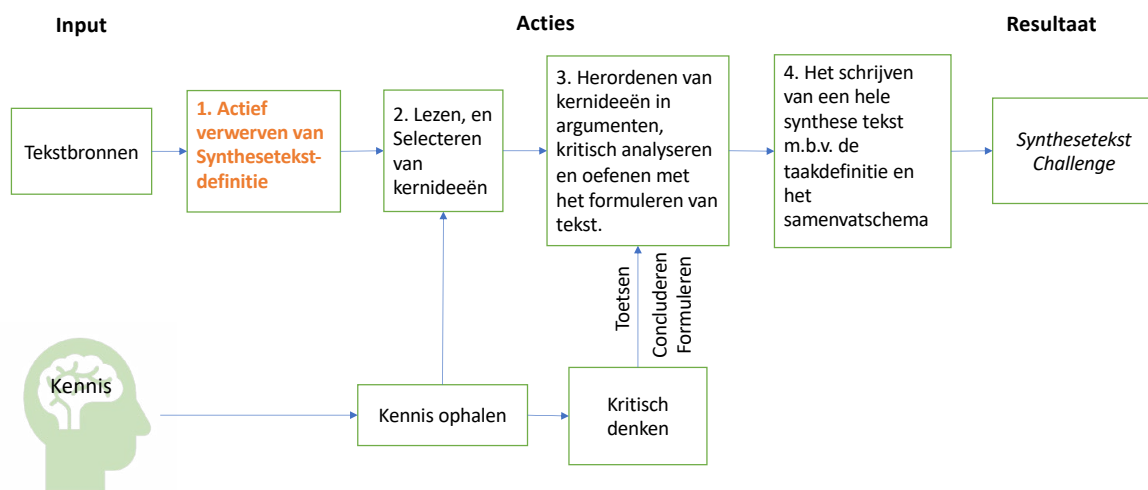 Input
Acties
Resultaat
Tekstbronnen
1. Actief
verwerven van
Synthesetekst-
definitie
2. Lezen, en
Selecteren
van
kernideeën
3. Herordenen van
kernideeën in
argumenten,
kritisch analyseren
en oefenen met
het formuleren van
tekst.
4. Het schrijven
van een hele
synthese tekst
m.b.v. de
taakdefinitie en
het
samenvatschema
Synthesetekst
Challenge
Toetsen
Concluderen
Formuleren
Kennis
Kennis ophalen
Kritisch
denken